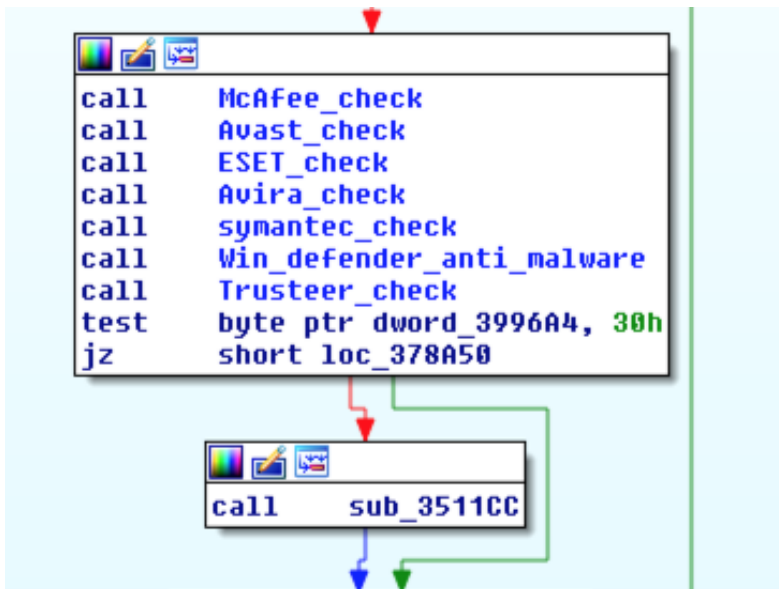 call McAfee_check
call Avast_check
call ESET_check
call Avira_check
call symantec_check
call Win_defender_anti_malware
call Trusteer_check
test byte ptr dword_3996A4, 30h
jz short loc_378A50
call sub_3511CC